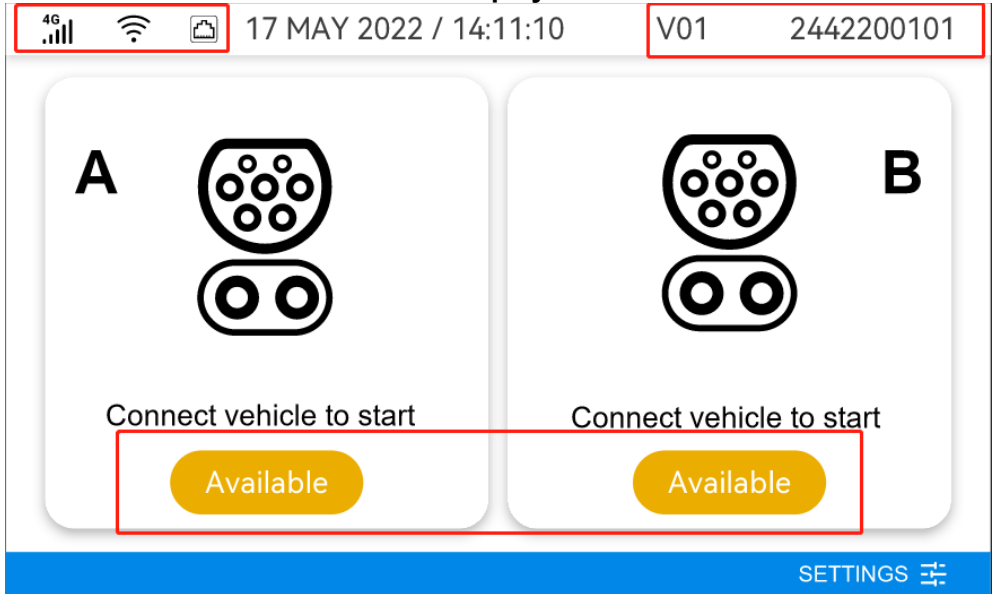 4G 17 MAY 2022 / 14:11:10 V01 2442200101
A B
Connect vehicle to start Connect vehicle to start
Available Available
SETTINGS